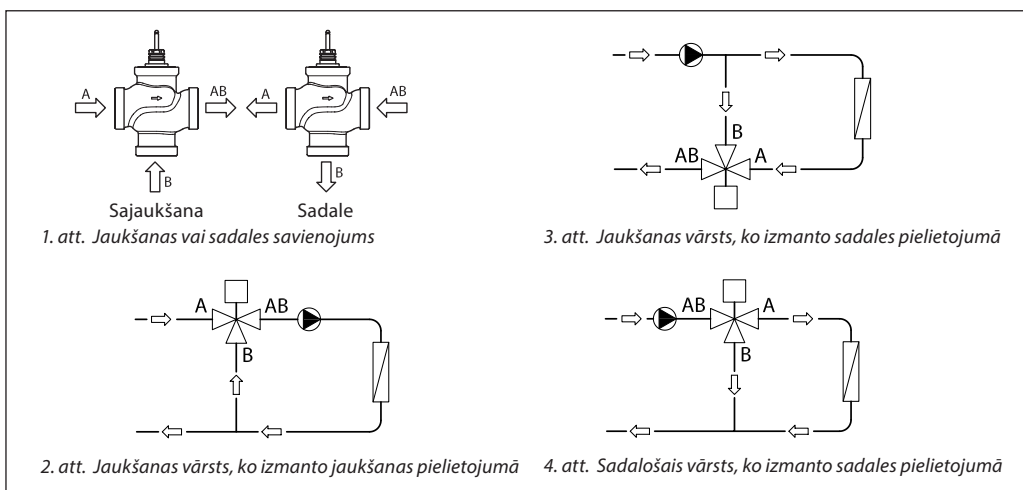 A
AB
B
Sajaukšana
A
AB
B
Sadale
1. att. Jaukšanas vai sadales savienojums
B
AB
A
3. att. Jaukšanas vārsts, ko izmanto sadales pielietojumā
A
AB
B
2. att. Jaukšanas vārsts, ko izmanto jaukšanas pielietojumā
AB
A
B
4. att. Sadalošais vārsts, ko izmanto sadales pielietojumā